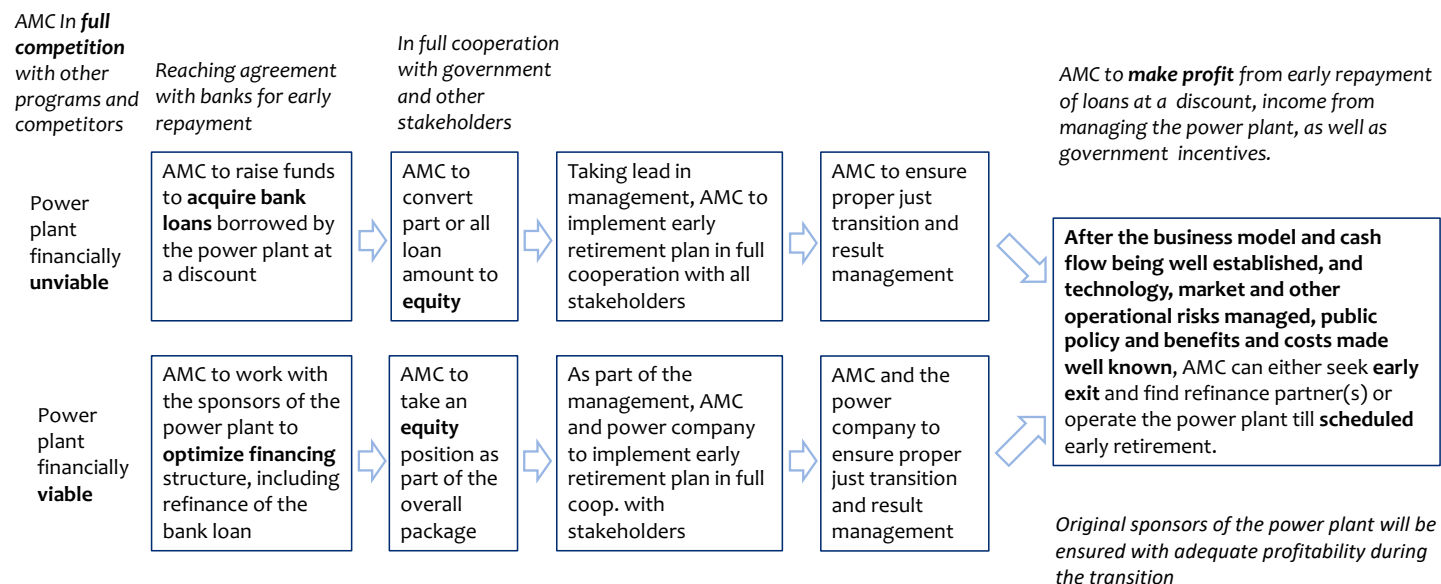 AMC In full
competition
with other
programs and
competitors
Reaching agreement
with banks for early
repayment
In full cooperation
with government
and other
stakeholders
AMC to make profit from early repayment
of loans at a discount, income from
managing the power plant, as well as
government incentives.
Power
plant
financially
unviable
AMC to raise funds
to acquire bank
loans borrowed by
the power plant at
a discount
AMC to
convert
part or all
loan
amount to
equity
Taking lead in
management, AMC to
implement early
retirement plan in full
cooperation with all
stakeholders
AMC to ensure
proper just
transition and
result
management
Power
plant
financially
viable
AMC to work with
the sponsors of the
power plant to
optimize financing
structure, including
refinance of the
bank loan
AMC to
take an
equity
position as
part of the
overall
package
As part of the
management, AMC
and power company
to implement early
retirement plan in full
coop. with
stakeholders
AMC and the
power
company to
ensure proper
just transition
and result
management
After the business model and cash
flow being well established, and
technology, market and other
operational risks managed, public
policy and benefits and costs made
well known, AMC can either seek early
exit and find refinance partner(s) or
operate the power plant till scheduled
early retirement.
Original sponsors of the power plant will be
ensured with adequate profitability during
the transition